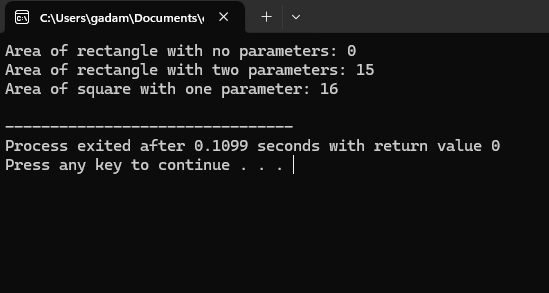 C:\Users\gadam\Documents\
Area of rectangle with no parameters: 0
Area of rectangle with two parameters: 15
Area of square with one parameter: 16
--------------------------------
Process exited after 0.1099 seconds with return value 0
Press any key to continue . . .